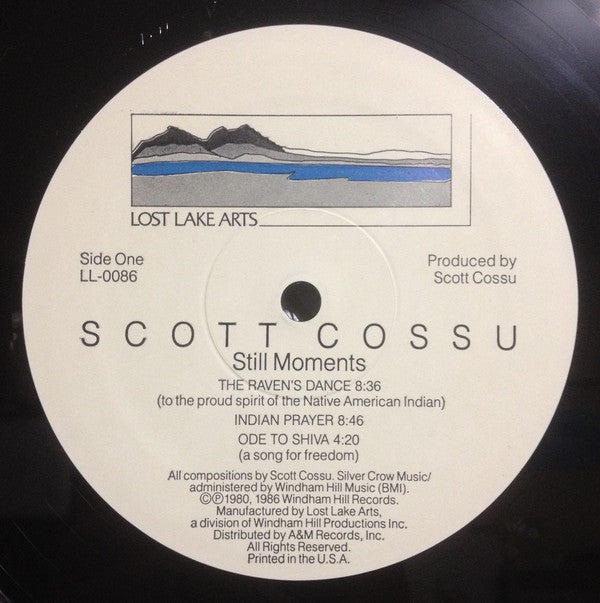 LOST LAKE ARTS
Side One
LL-0086
Produced by
Scott Cossu
SCOTT COSSU
Still Moments
THE RAVEN'S DANCE 8:36
(to the proud spirit of the Native American Indian)
INDIAN PRAYER 8:46
ODE TO SHIVA 4:20
(a song for freedom)
All compositions by Scott Cossu. Silver Crow Music/
administered by Windham Hill Music (BMI).
©℗1980, 1986 Windham Hill Records.
Manufactured by Lost Lake Arts,
a division of Windham Hill Productions Inc.
Distributed by A&M Records, Inc.
All Rights Reserved.
Printed in the U.S.A.